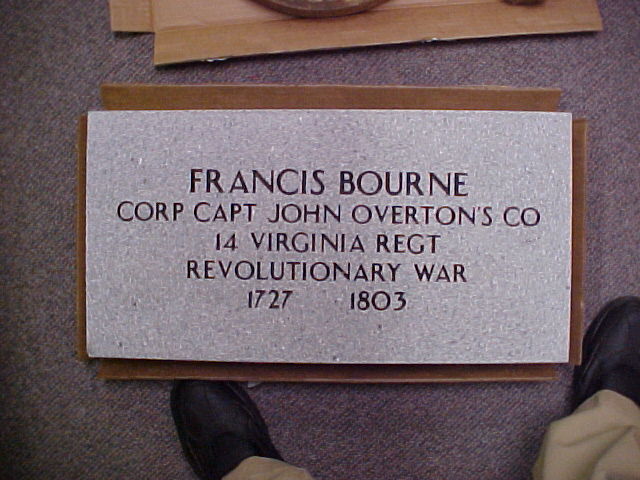 FRANCIS BOURNE
CORP CAPT JOHN OVERTON'S CO
14 VIRGINIA REGT
REVOLUTIONARY WAR
1727 1803